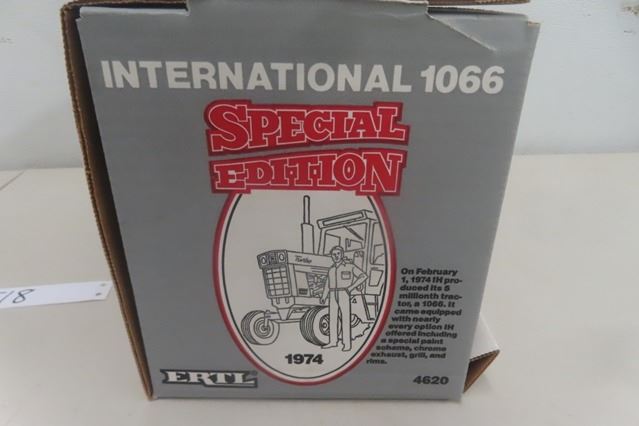 INTERNATIONAL 1066
SPECIAL
EDITION
Turbo
On February
1, 1974 IH pro-
duced its 5
millionth trac-
tor, a 1066. It
came equipped
with nearly
every option IH
offered including
a special paint
scheme, chrome
exhaust, grill, and
rims.
1974
ERTL®
4620
78